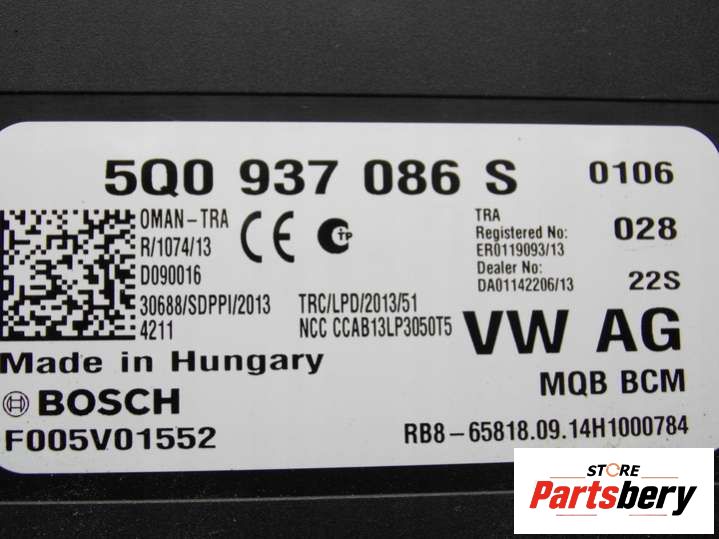 5Q0 937 086 S 0106
OMAN-TRA
R/1074/13
D090016
30688/SDPPI/2013
4211
CE
TP
TRC/LPD/2013/51
NCC CCAB13LP3050T5
TRA
Registered No:
ER0119093/13
Dealer No:
DA01142206/13
028
22S
VW AG
MQB BCM
Made in Hungary
BOSCH
F005V01552
RB8-65818.09.14H1000784
STORE
Partsbery